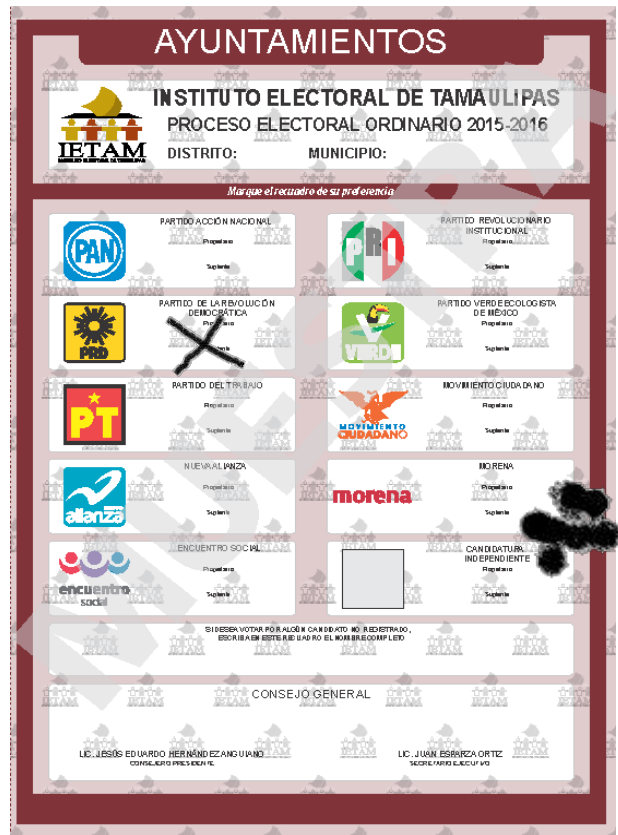 AYUNTAMIENTOS
INSTITUTO ELECTORAL DE TAMAULIPAS
PROCESO ELECTORAL ORDINARIO 2015-2016
IETAM
DISTRITO: MUNICIPIO:
Marque el recuadro de su preferencia
PAN
PARTIDO ACCIÓN NACIONAL
Propietario
Suplente
PRI
PARTIDO REVOLUCIONARIO
INSTITUCIONAL
Propietario
Suplente
PRD
PARTIDO DE LA REVOLUCIÓN
DEMOCRÁTICA
Propietario
VERDE
PARTIDO VERDE ECOLOGISTA
DE MÉXICO
Propietario
Suplente
PT
PARTIDO DEL TRABAJO
Propietario
Suplente
MOVIMIENTO
CIUDADANO
MOVIMIENTO CIUDADANO
Propietario
Suplente
alianza
NUEVA ALIANZA
Propietario
Suplente
morena
MORENA
Propietario
Suplente
encuentro
social
ENCUENTRO SOCIAL
Propietario
Suplente
CANDIDATURA
INDEPENDIENTE
Propietario
Suplente
SI DESEA VOTAR POR ALGÚN CANDIDATO NO REGISTRADO,
ESCRIBA EN ESTE RECUADRO EL NOMBRE COMPLETO
CONSEJO GENERAL
LIC. JESÚS EDUARDO HERNÁNDEZ ANGUIANO
CONSEJERO PRESIDENTE
LIC. JUAN ESPARZA ORTIZ
SECRETARIO EJECUTIVO
MUESTRA